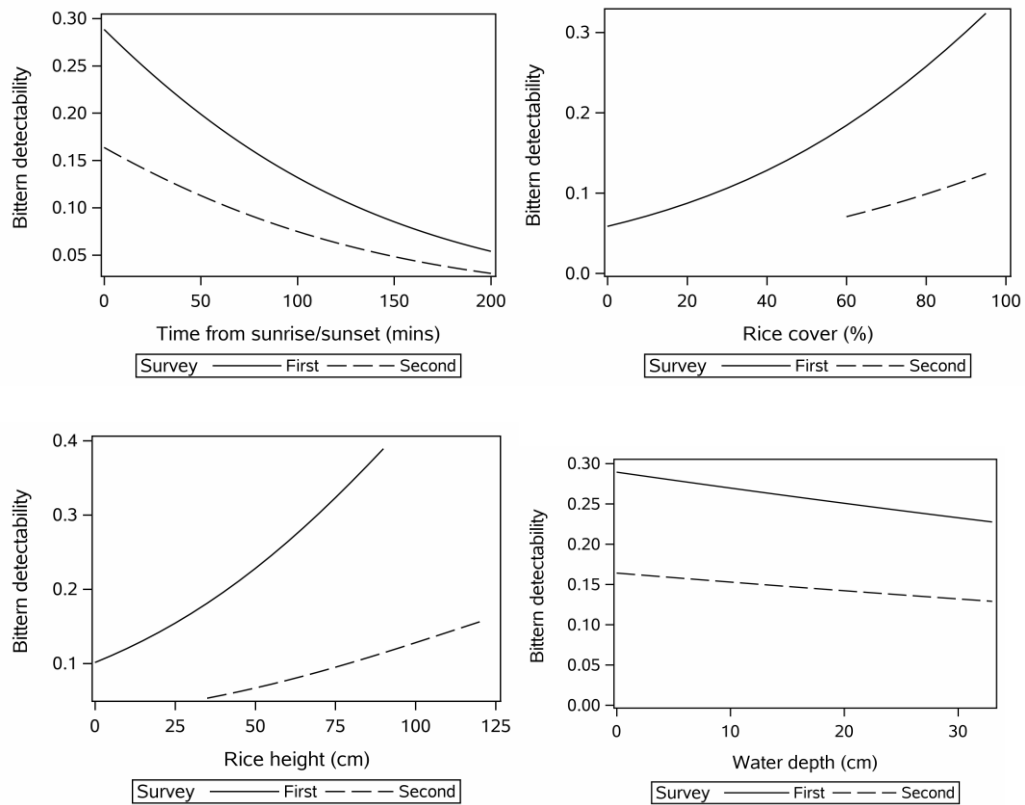 Bittern detectability
0.30
0.25
0.20
0.15
0.10
0.05
0 50 100 150 200
Time from sunrise/sunset (mins)
Survey First Second
Bittern detectability
0.3
0.2
0.1
0.0
0 20 40 60 80 100
Rice cover (%)
Survey First Second
Bittern detectability
0.4
0.3
0.2
0.1
0 25 50 75 100 125
Rice height (cm)
Survey First Second
Bittern detectability
0.30
0.25
0.20
0.15
0.10
0.05
0.00
0 10 20 30
Water depth (cm)
Survey First Second